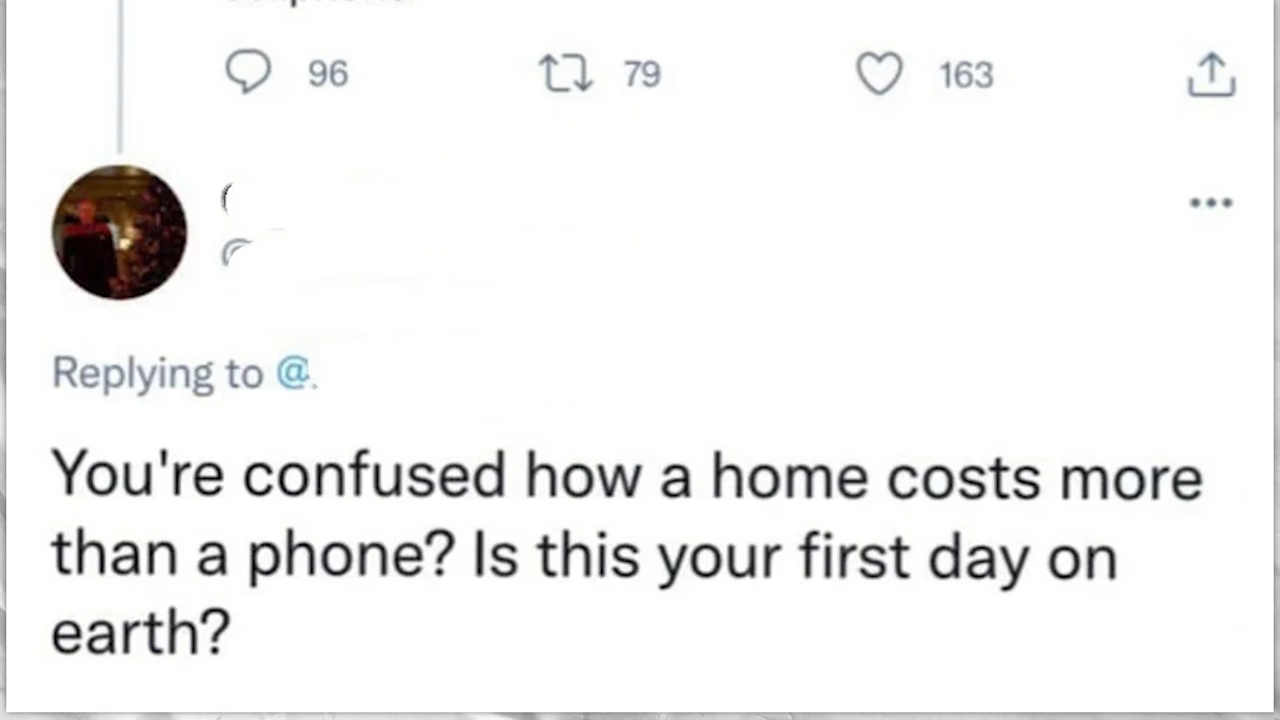 96 79 163
Replying to @
You're confused how a home costs more
than a phone? Is this your first day on
earth?